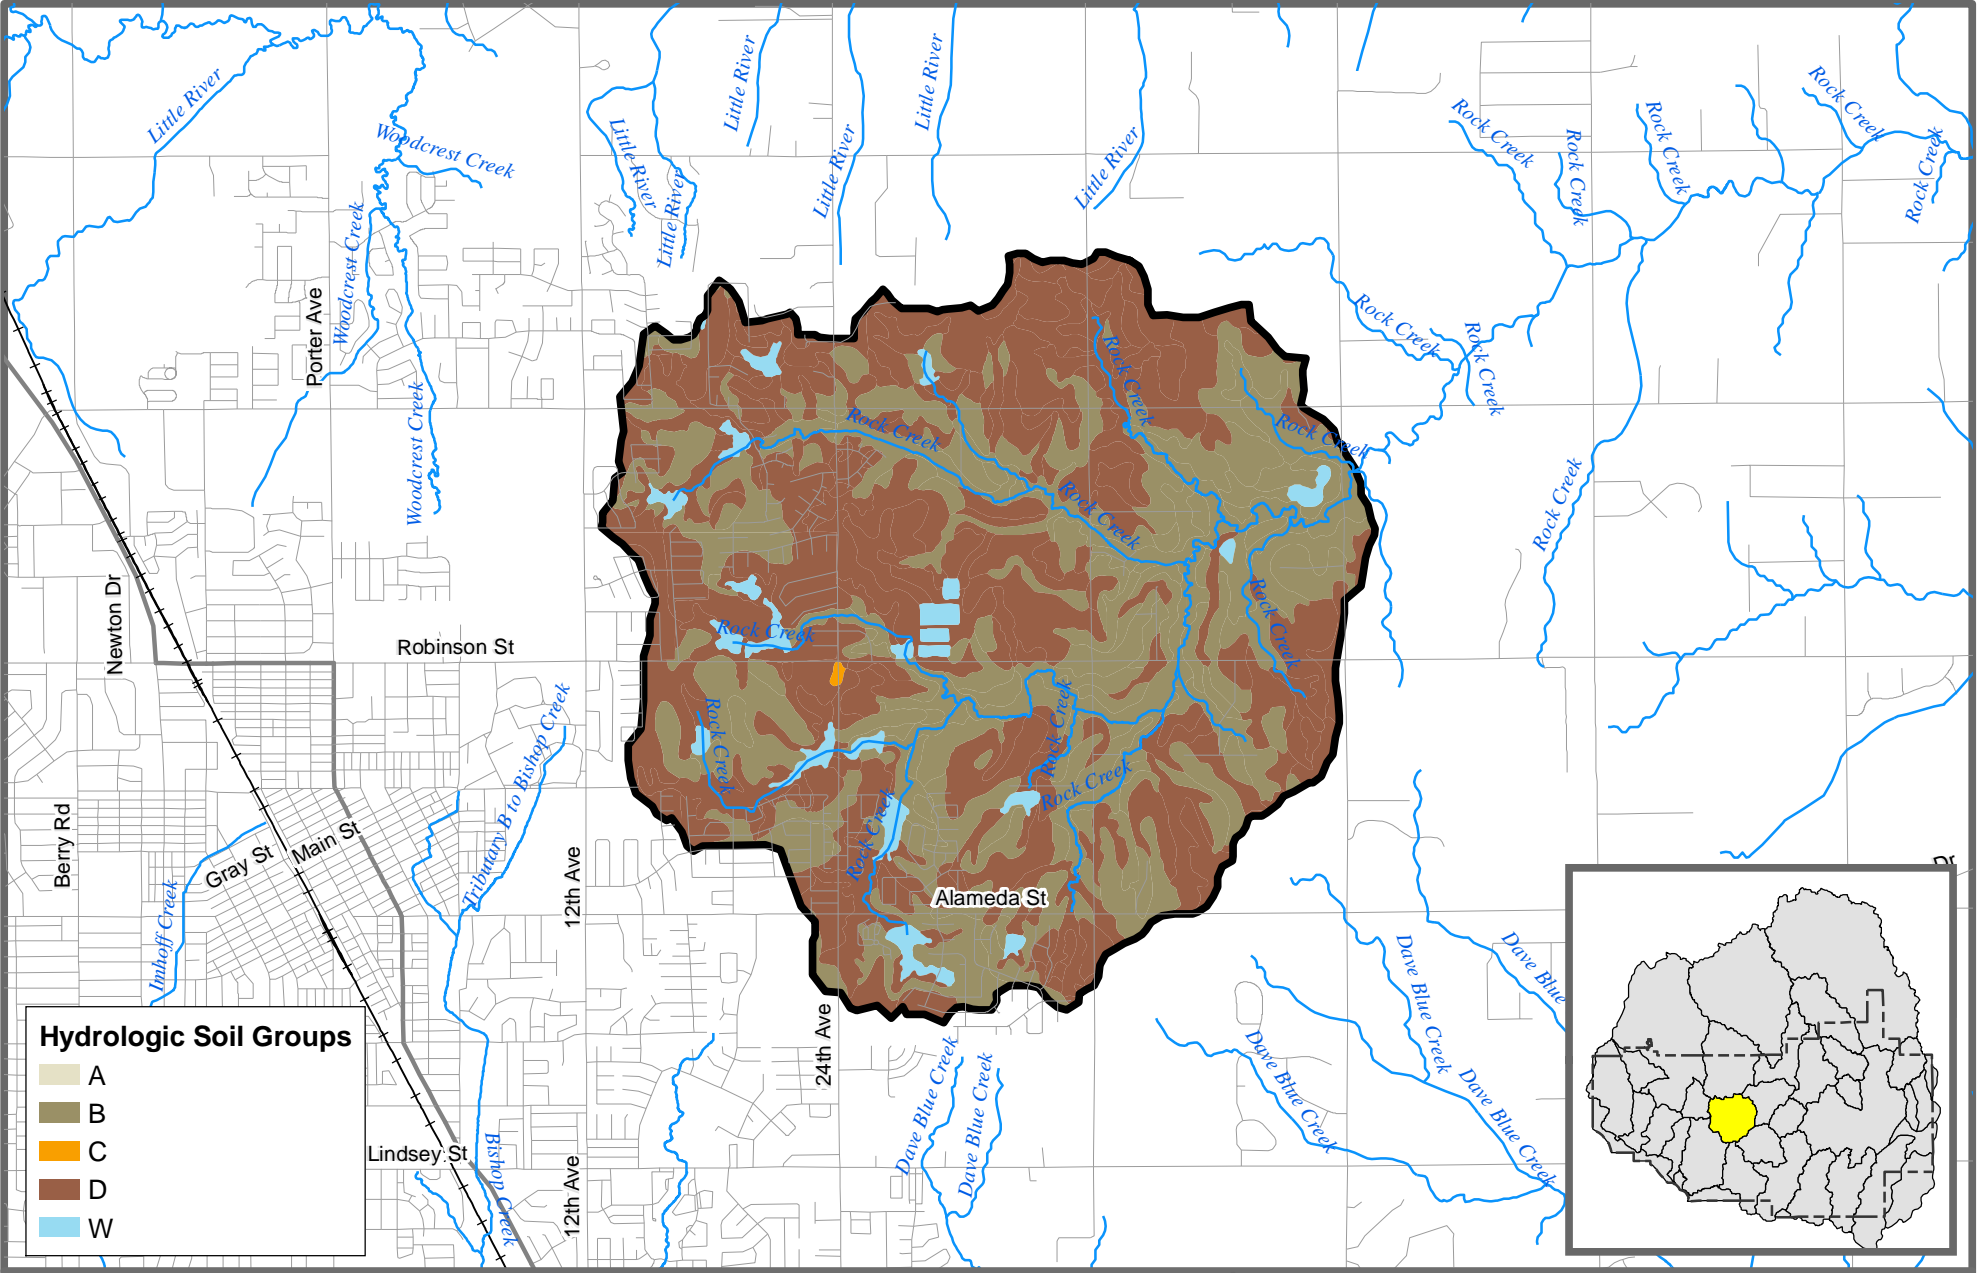 Little River
Little River
Little River
Little River
Little River
Little River
Little River
Woodcrest Creek
Woodcrest Creek
Woodcrest Creek
Rock Creek
Rock Creek
Rock Creek
Rock Creek
Rock Creek
Rock Creek
Rock Creek
Rock Creek
Porter Ave
Rock Creek
Rock Creek
Rock Creek
Rock Creek
Rock Creek
Rock Creek
Rock Creek
Rock Creek
Rock Creek
Rock Creek
Rock Creek
Newton Dr
Robinson St
Berry Rd
Gray St
Main St
Imhoff Creek
Tributary B to Bishop Creek
12th Ave
Alameda St
Dave Blue
Dave Blue Creek
Dave Blue Creek
Dave Blue Creek
Dave Blue Creek
Dave Blue Creek
24th Ave
Lindsey St
Bishop Creek
12th Ave
Dr
Hydrologic Soil Groups
A
B
C
D
W